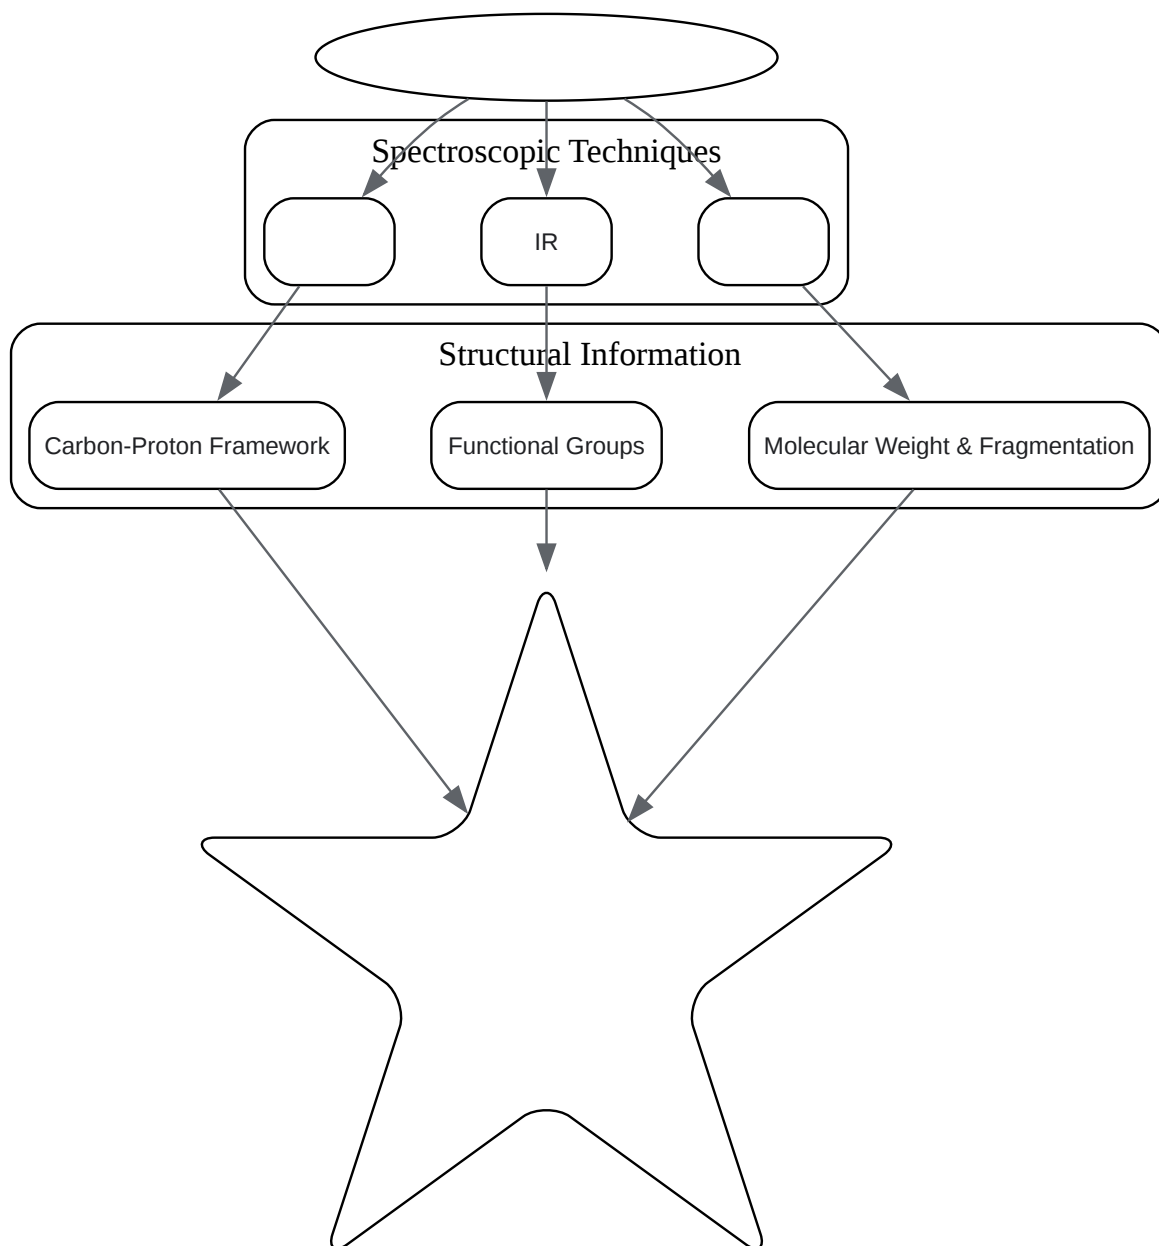 Spectroscopic Techniques
IR
Structural Information
Carbon-Proton Framework
Functional Groups
Molecular Weight & Fragmentation